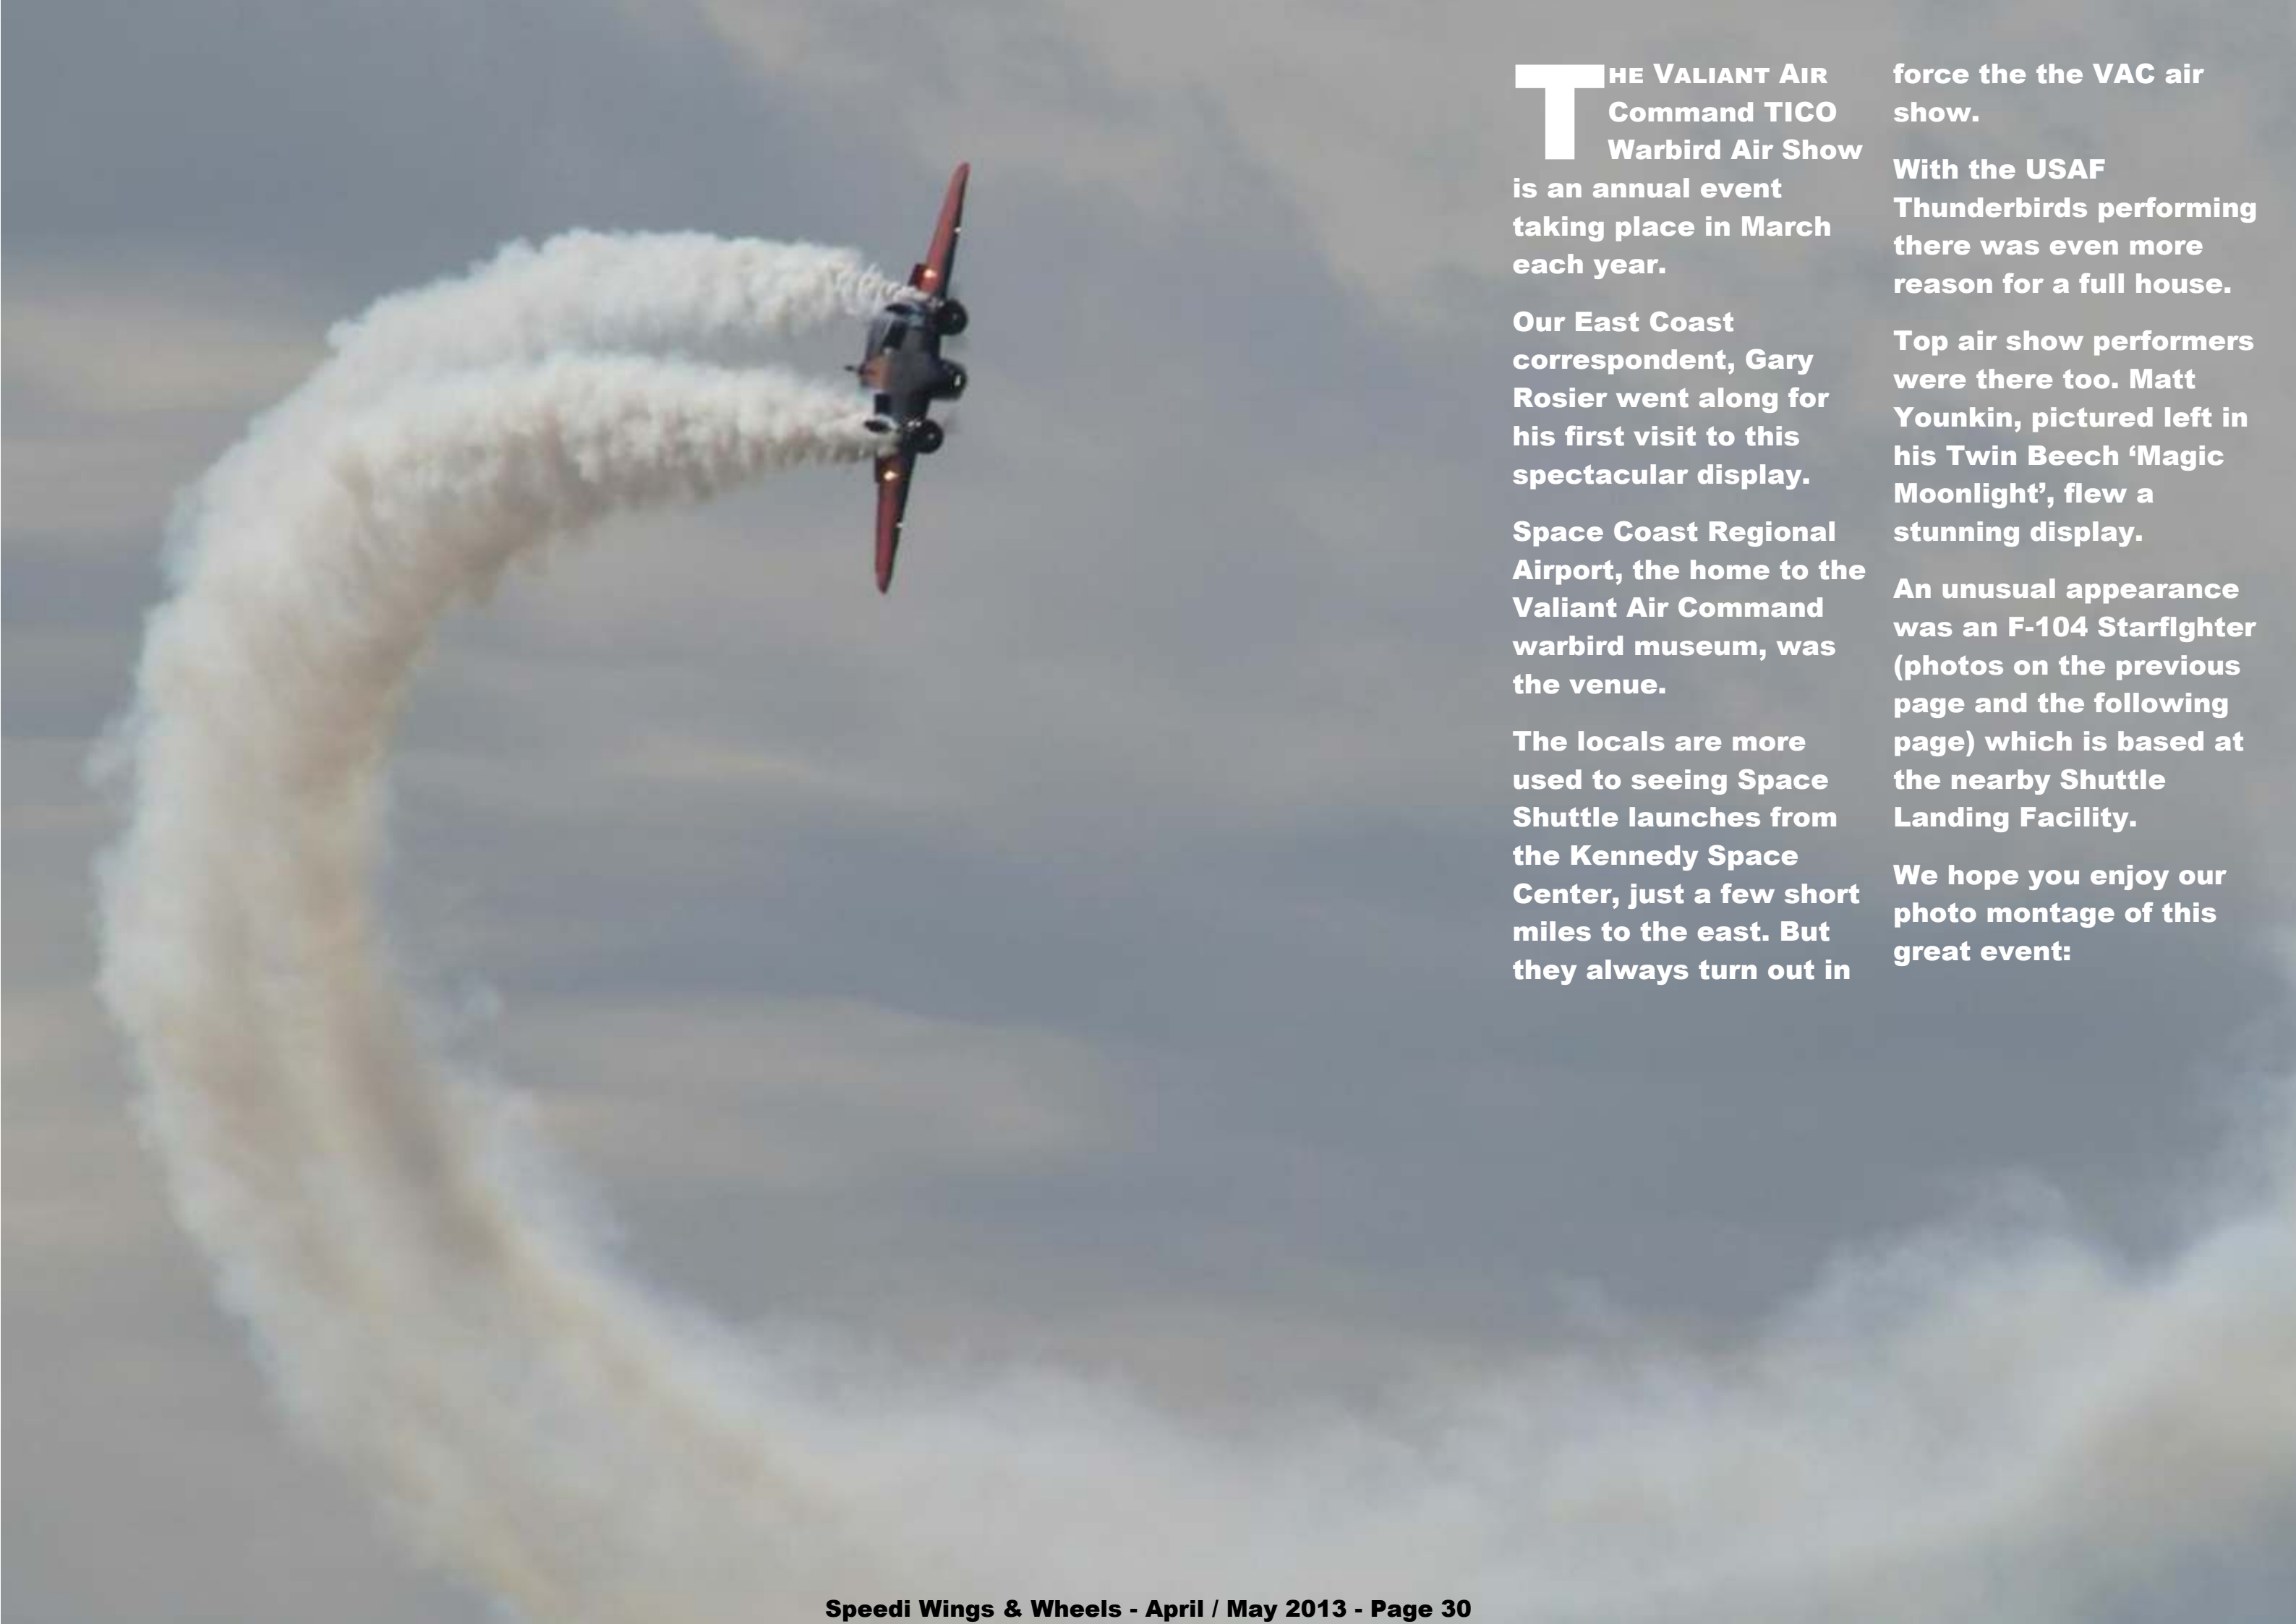 THE VALIANT AIR
Command TICO
Warbird Air Show
is an annual event
taking place in March
each year.
Our East Coast
correspondent, Gary
Rosier went along for
his first visit to this
spectacular display.
Space Coast Regional
Airport, the home to the
Valiant Air Command
warbird museum, was
the venue.
The locals are more
used to seeing Space
Shuttle launches from
the Kennedy Space
Center, just a few short
miles to the east. But
they always turn out in
force the the VAC air
show.
With the USAF
Thunderbirds performing
there was even more
reason for a full house.
Top air show performers
were there too. Matt
Younkin, pictured left in
his Twin Beech ‘Magic
Moonlight’, flew a
stunning display.
An unusual appearance
was an F-104 StarfIghter
(photos on the previous
page and the following
page) which is based at
the nearby Shuttle
Landing Facility.
We hope you enjoy our
photo montage of this
great event:
Speedi Wings & Wheels - April / May 2013 - Page 30